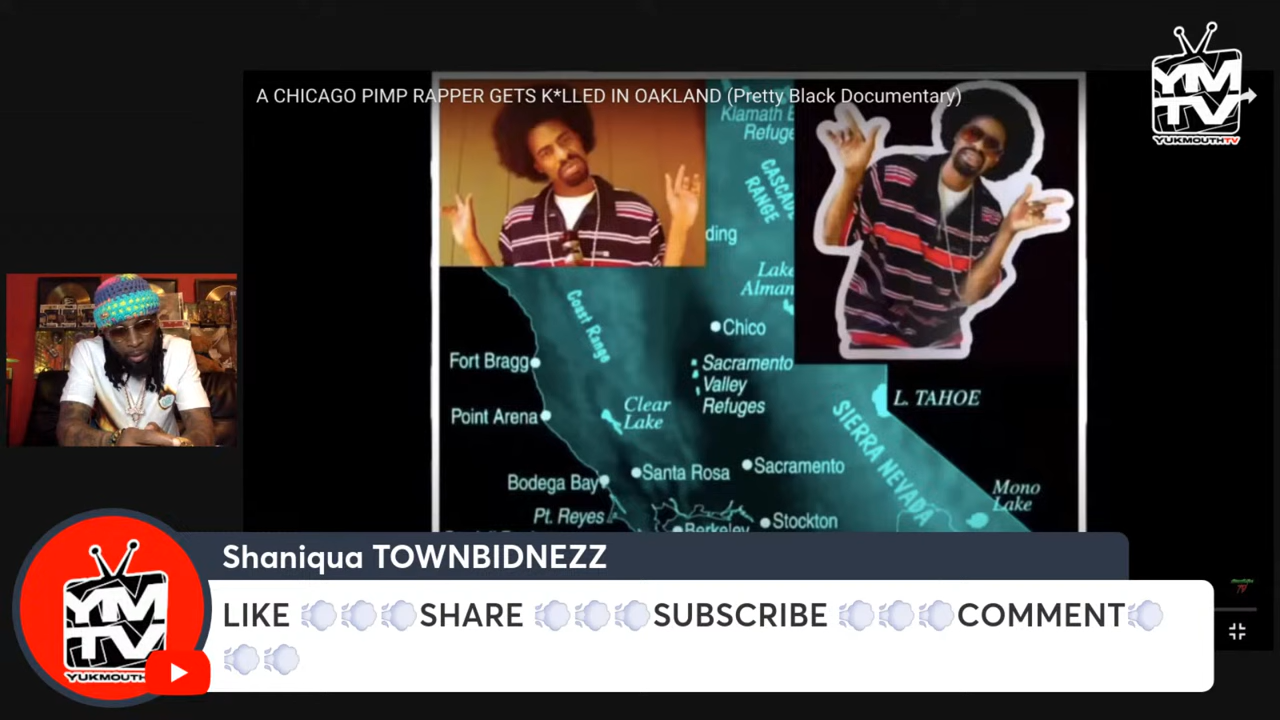 A CHICAGO PIMP RAPPER GETS K*LLED IN OAKLAND (Pretty Black Documentary)
YM
TV
YUKMOUTHTV
Klamath
Refuge
CASCADE
RANGE
ding
Lake
Alman
Coast Range
Chico
Fort Bragg
Sacramento
Valley
Refuges
L. TAHOE
Point Arena
Clear
Lake
SIERRA NEVADA
Santa Rosa
Sacramento
Bodega Bay
Mono
Lake
Pt. Reyes
Berkeley
Stockton
Shaniqua TOWNBIDNEZZ
LIKE 💨💨💨SHARE 💨💨💨SUBSCRIBE 💨💨💨COMMENT💨
💨💨
YM
TV
YUKMOUTH
TV